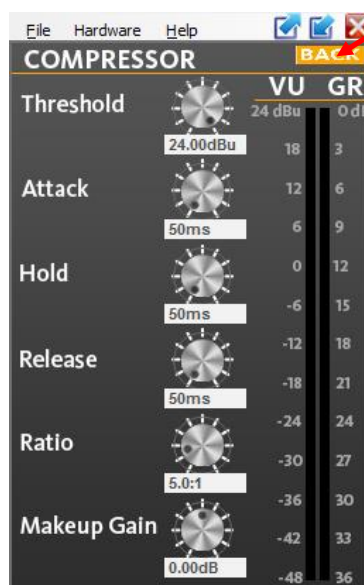 File Hardware Help
COMPRESSOR
BACK
VU GR
Threshold
24.00dBu
Attack
50ms
Hold
50ms
Release
50ms
Ratio
5.0:1
Makeup Gain
0.00dB
24 dBu
18 3
12 6
6 9
0 12
-6 15
-12 18
-18 21
-24 24
-30 27
-36 30
-42 33
-48 36